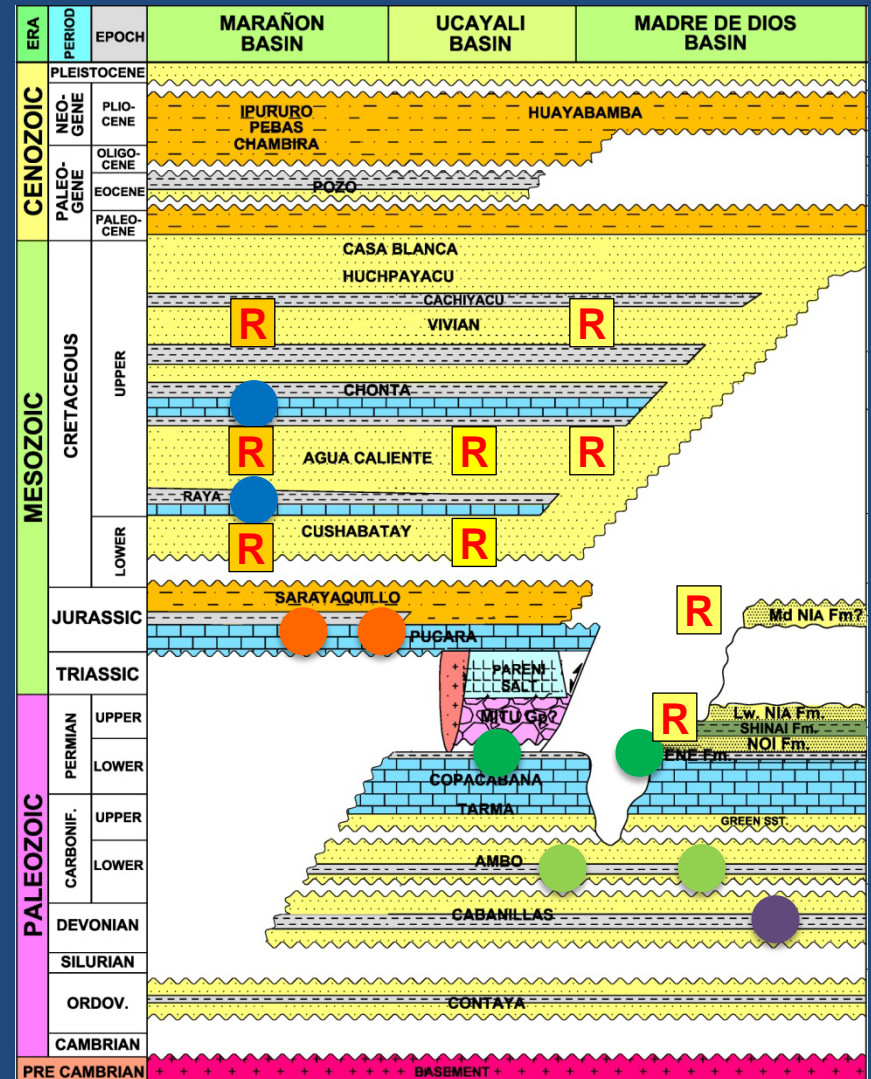 ERA
PERIOD
EPOCH
MARAÑON
BASIN
UCAYALI
BASIN
MADRE DE DIOS
BASIN
CENOZOIC
PLEISTOCENE
NEO-
GENE
PLIO-
CENE
IPURURO
PEBAS
CHAMBIRA
HUAYABAMBA
PALEO-
GENE
OLIGO-
CENE
EOCENE
POZO
PALEO-
CENE
MESOZOIC
CRETACEOUS
UPPER
CASA BLANCA
HUCHPAYACU
CACHIYACU
R
VIVIAN
R
CHONTA
R
AGUA CALIENTE
R
R
RAYA
LOWER
R
CUSHABATAY
R
JURASSIC
SARAYAQUILLO
R
Md NIA Fm?
PUCARA
TRIASSIC
PARENI
SALT
PALEOZOIC
PERMIAN
UPPER
MITU Gp?
R
Lw. NIA Fm.
SHINAI Fm.
NOI Fm.
LOWER
ENE Fm.
COPACABANA
CARBONIF.
UPPER
TARMA
GREEN SST.
LOWER
AMBO
DEVONIAN
CABANILLAS
SILURIAN
ORDOV.
CONTAYA
CAMBRIAN
PRE CAMBRIAN
BASEMENT